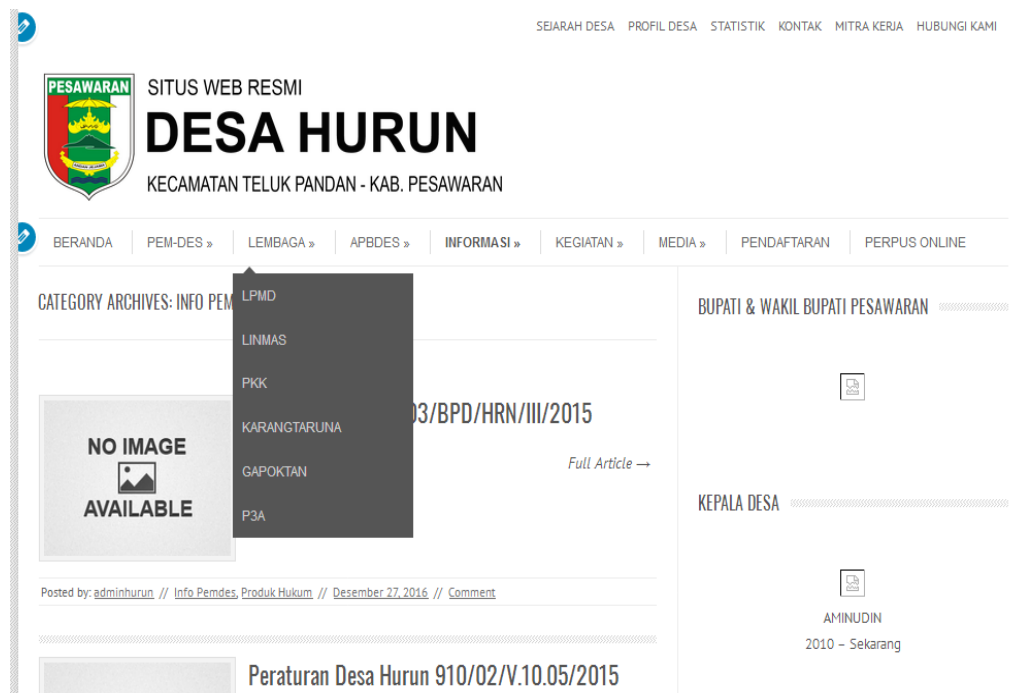 SEJARAH DESA PROFIL DESA STATISTIK KONTAK MITRA KERJA HUBUNGI KAMI
PESAWARAN
SITUS WEB RESMI
DESA HURUN
KECAMATAN TELUK PANDAN - KAB. PESAWARAN
BERANDA PEM-DES » LEMBAGA » APBDES » INFORMASI » KEGIATAN » MEDIA » PENDAFTARAN PERPUS ONLINE
LPMD
LINMAS
PKK
KARANGTARUNA
GAPOKTAN
P3A
CATEGORY ARCHIVES: INFO PEM
NO IMAGE
AVAILABLE
03/BPD/HRN/III/2015
Full Article →
Posted by: adminhurun // Info Pemdes, Produk Hukum // Desember 27, 2016 // Comment
Peraturan Desa Hurun 910/02/V.10.05/2015
BUPATI & WAKIL BUPATI PESAWARAN
KEPALA DESA
AMINUDIN
2010 – Sekarang